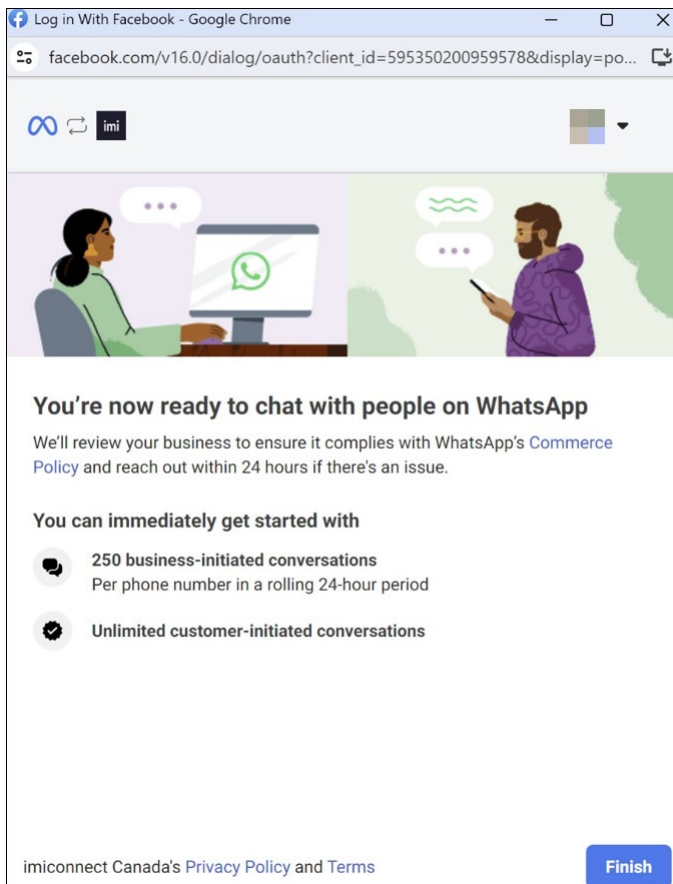 Log in With Facebook - Google Chrome
facebook.com/v16.0/dialog/oauth?client_id=595350200959578&display=po...
imi
You're now ready to chat with people on WhatsApp
We'll review your business to ensure it complies with WhatsApp's Commerce
Policy and reach out within 24 hours if there's an issue.
You can immediately get started with
250 business-initiated conversations
Per phone number in a rolling 24-hour period
Unlimited customer-initiated conversations
imiconnect Canada's Privacy Policy and Terms
Finish